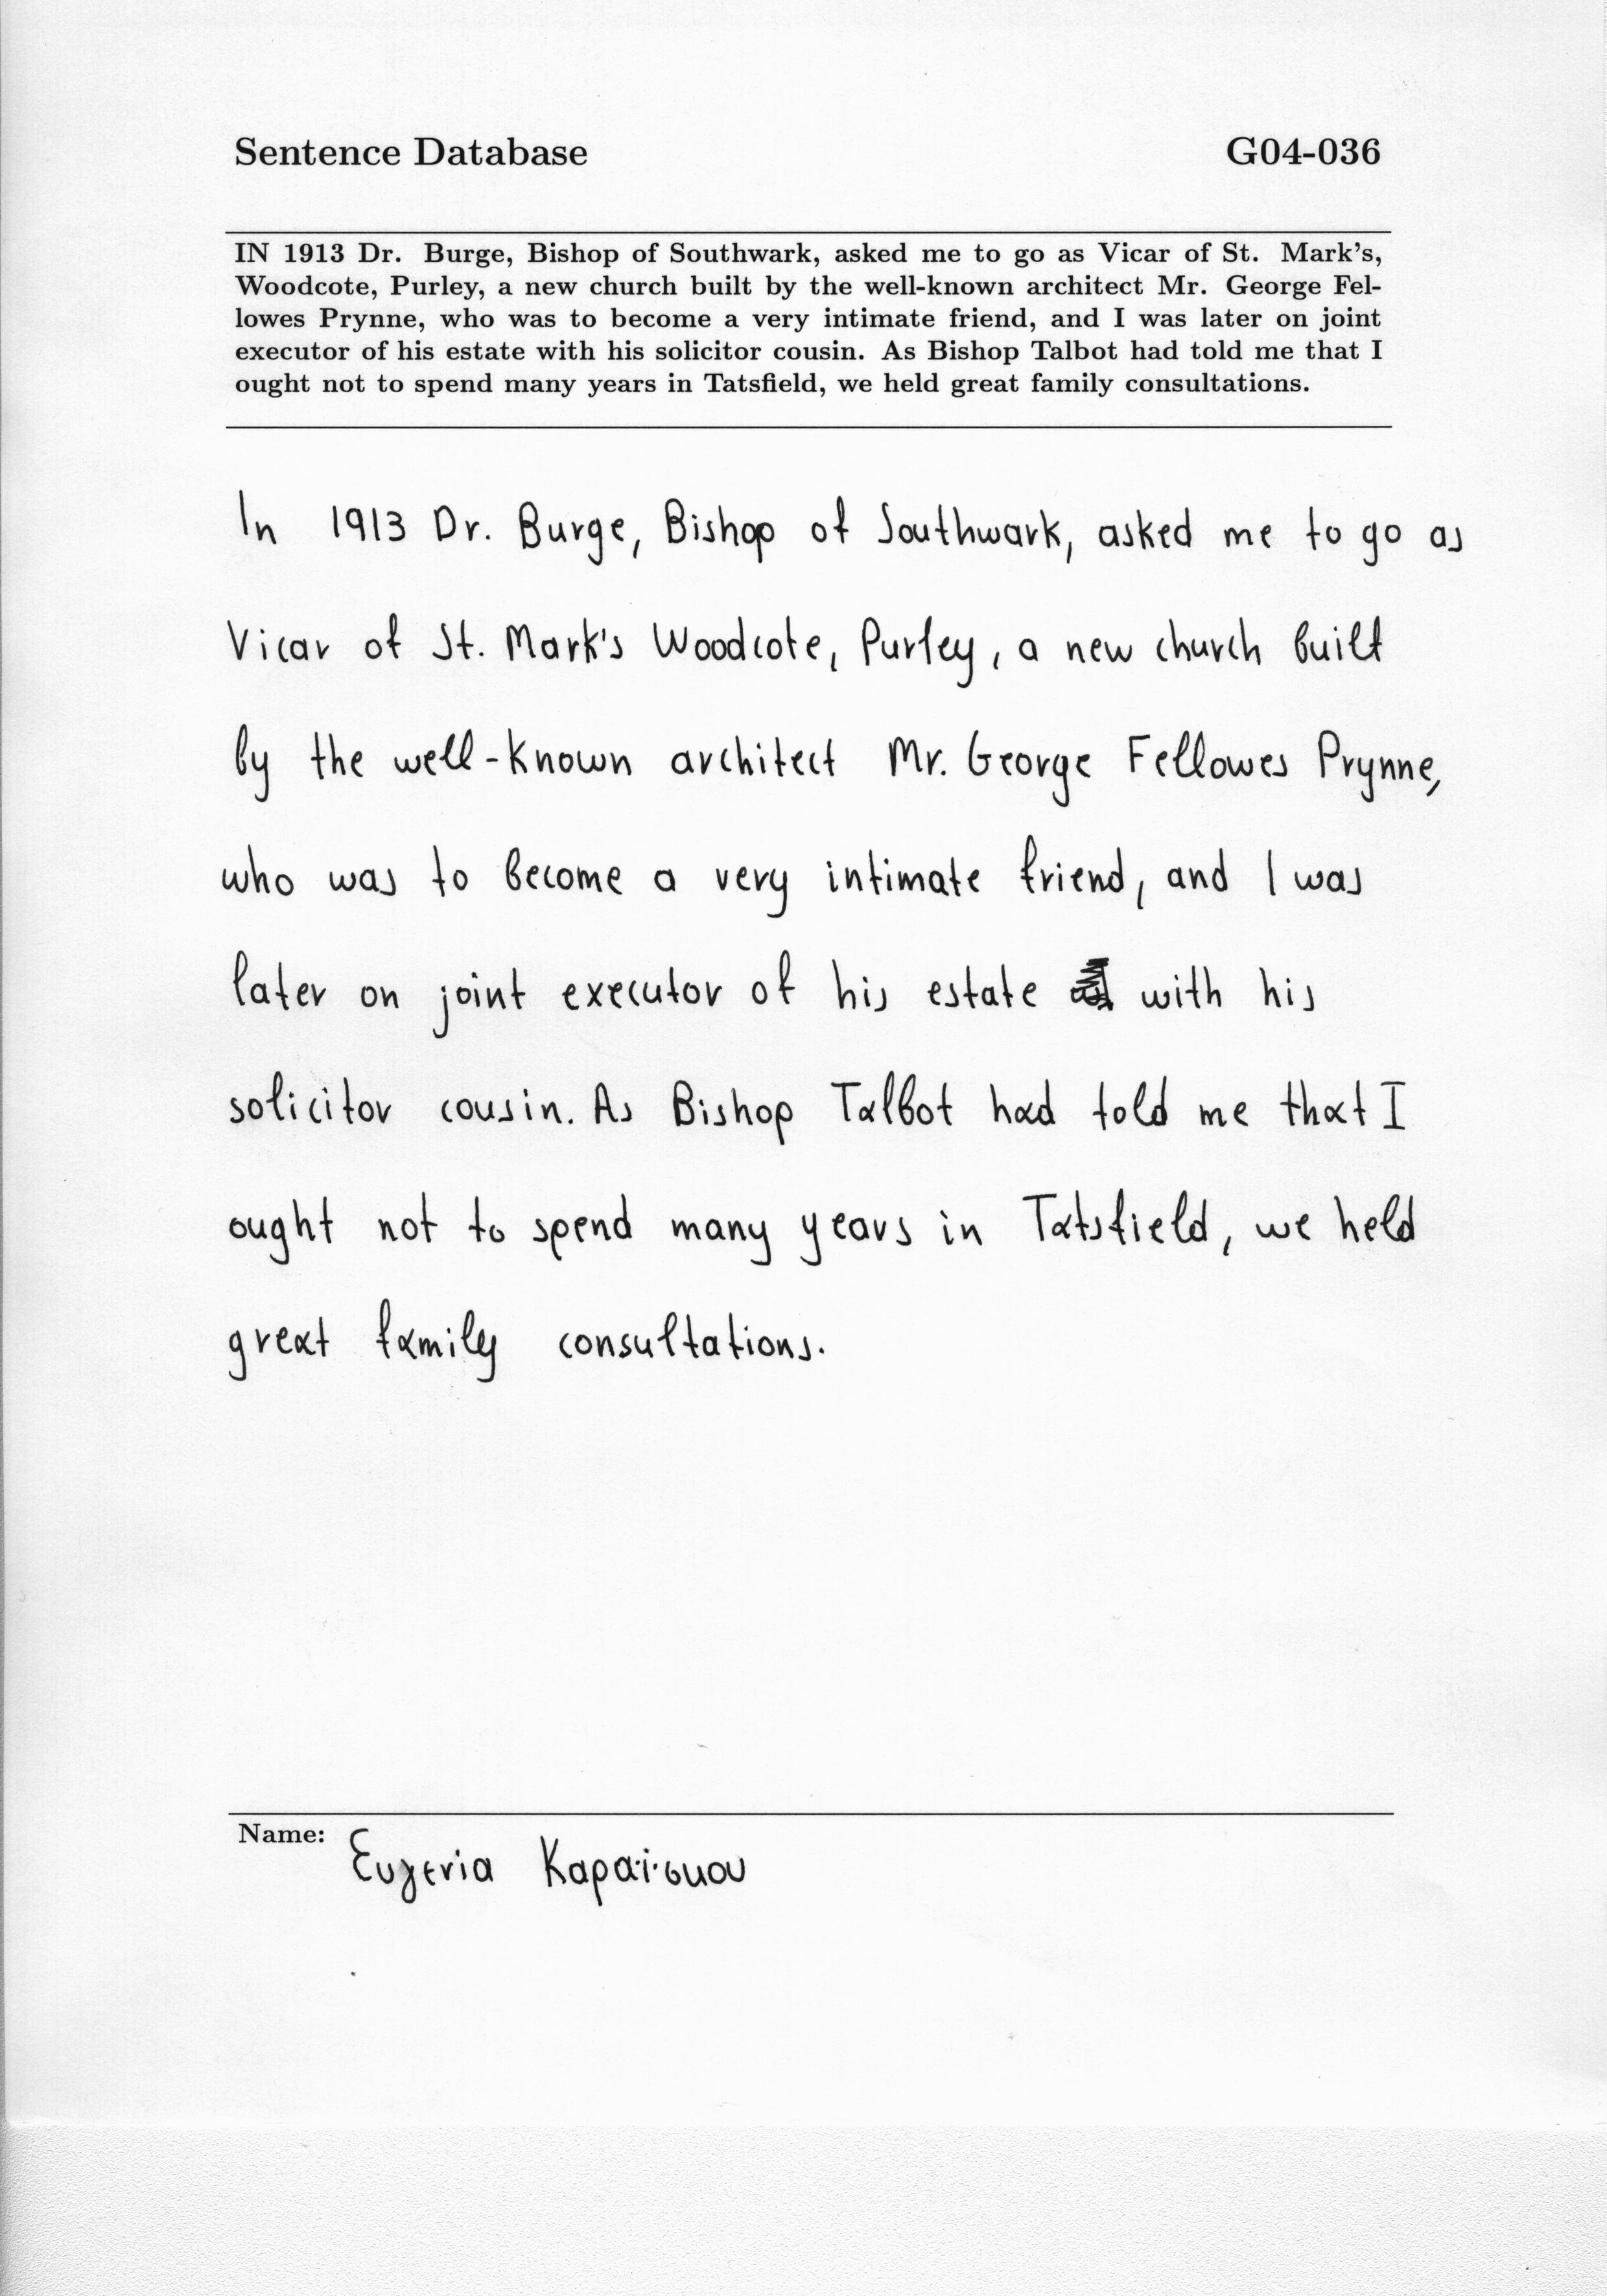 Sentence Database G04-036
IN 1913 Dr. Burge, Bishop of Southwark, asked me to go as Vicar of St. Mark's,
Woodcote, Purley, a new church built by the well-known architect Mr. George Fel-
lowes Prynne, who was to become a very intimate friend, and I was later on joint
executor of his estate with his solicitor cousin. As Bishop Talbot had told me that I
ought not to spend many years in Tatsfield, we held great family consultations.
In 1913 Dr. Burge, Bishop of Southwark, asked me to go as
Vicar of St. Mark's Woodcote, Purley, a new church built
by the well-known architect Mr. George Fellowes Prynne,
who was to become a very intimate friend, and I was
later on joint executor of his estate with his
solicitor cousin. As Bishop Talbot had told me that I
ought not to spend many years in Tatsfield, we held
great family consultations.
Name: Ευγενία